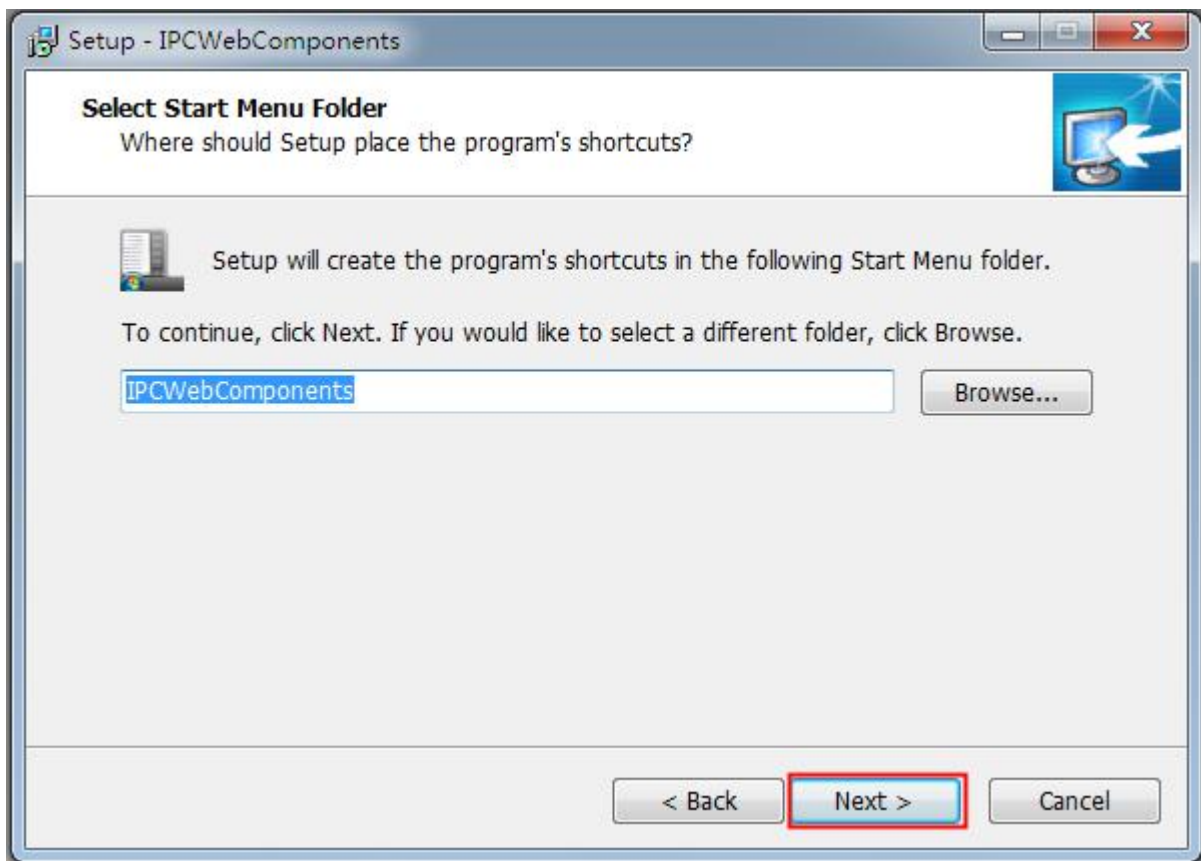 Setup - IPCWebComponents
Select Start Menu Folder
Where should Setup place the program's shortcuts?
Setup will create the program's shortcuts in the following Start Menu folder.
To continue, click Next. If you would like to select a different folder, click Browse.
IPCWebComponents
Browse...
< Back
Next >
Cancel